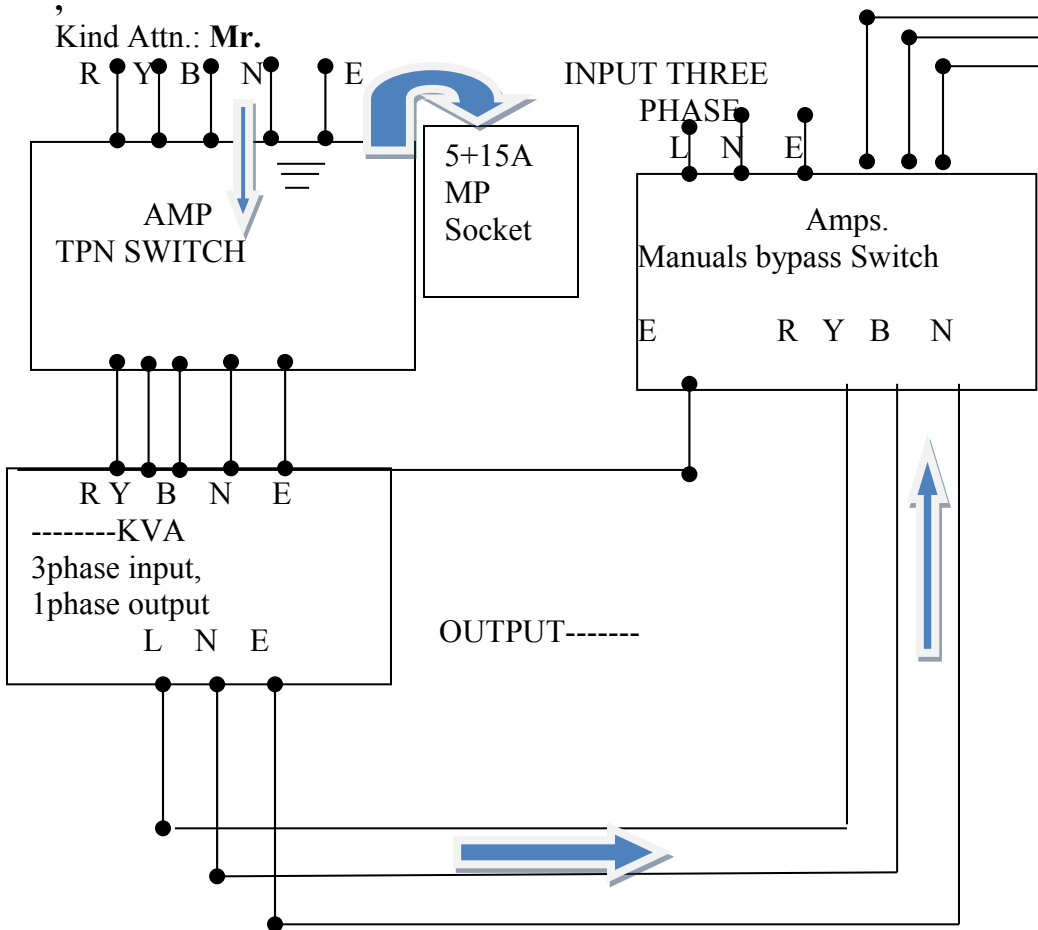 ,
Kind Attn.: Mr.
R Y B N E
INPUT THREE
PHASE
L N E
5+15A
MP
Socket
AMP
TPN SWITCH
Amps.
Manuals bypass Switch
E R Y B N
R Y B N E
--------KVA
3phase input,
1phase output
L N E
OUTPUT-------